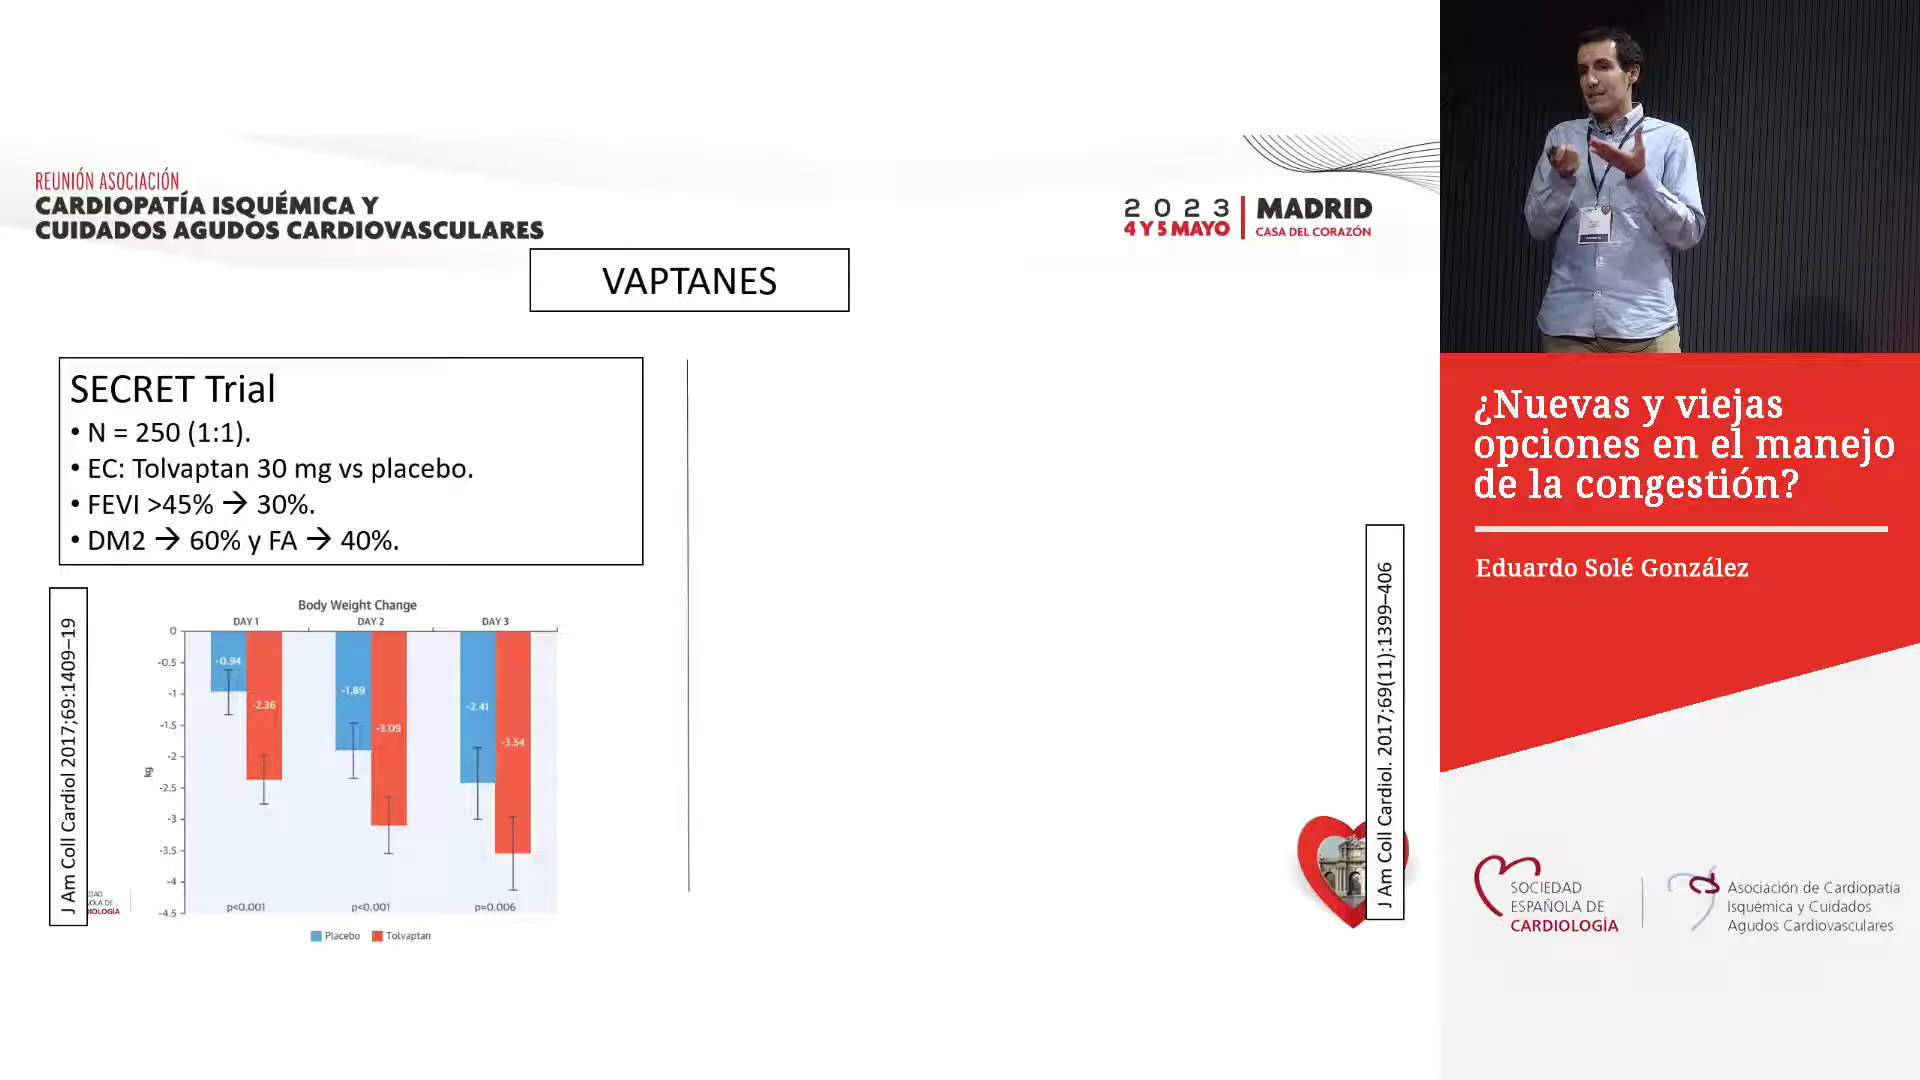 REUNIÓN ASOCIACIÓN
CARDIOPATÍA ISQUÉMICA Y
CUIDADOS AGUDOS CARDIOVASCULARES
2023
4 Y 5 MAYO
MADRID
CASA DEL CORAZÓN
VAPTANES
SECRET Trial
• N = 250 (1:1).
• EC: Tolvaptan 30 mg vs placebo.
• FEVI >45% → 30%.
• DM2 → 60% y FA → 40%.
J Am Coll Cardiol 2017;69:1409–19
Body Weight Change
DAY 1
DAY 2
DAY 3
kg
0
-0.5
-1
-1.5
-2
-2.5
-3
-3.5
-4
-4.5
-0.94
-2.36
-1.89
-3.09
-2.41
-3.54
p<0.001
p<0.001
p=0.006
Placebo
Tolvaptan
J Am Coll Cardiol. 2017;69(11):1399–406
¿Nuevas y viejas
opciones en el manejo
de la congestión?
Eduardo Solé González
SOCIEDAD
ESPAÑOLA DE
CARDIOLOGÍA
Asociación de Cardiopatía
Isquémica y Cuidados
Agudos Cardiovasculares